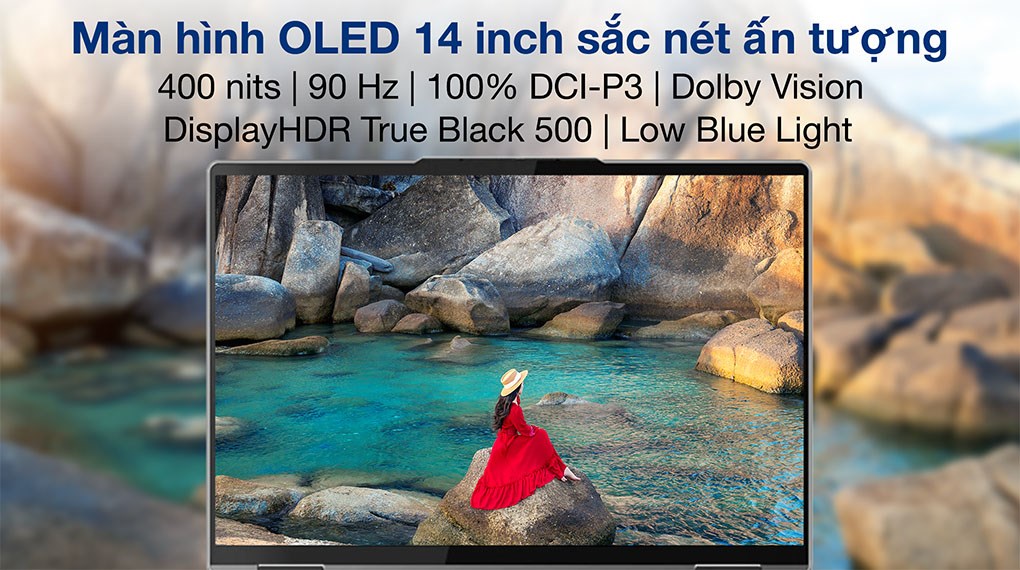 Màn hình OLED 14 inch sắc nét ấn tượng
400 nits | 90 Hz | 100% DCI-P3 | Dolby Vision
DisplayHDR True Black 500 | Low Blue Light